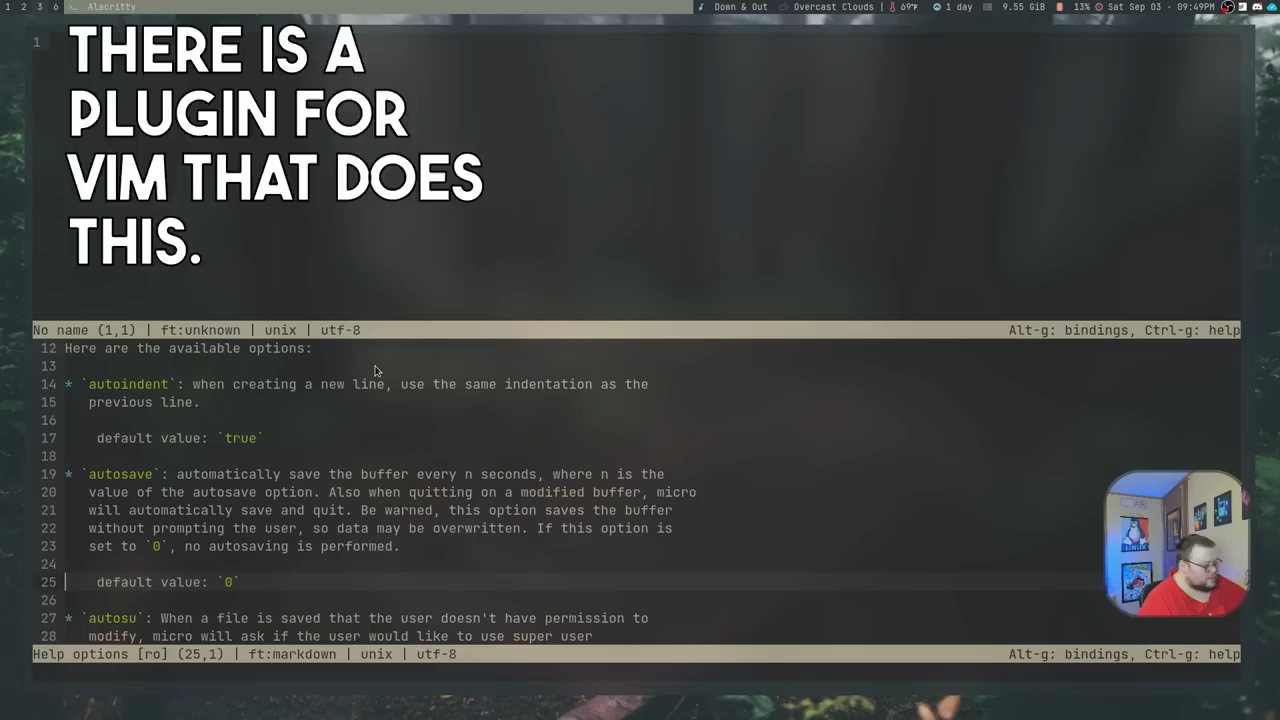 1 2 3 6 Alacritty Down & Out Overcast Clouds | 69°F 1 day 9.55 GiB 13% Sat Sep 03 - 09:49PM
1
THERE IS A
PLUGIN FOR
VIM THAT DOES
THIS.
No name (1,1) | ft:unknown | unix | utf-8 Alt-g: bindings, Ctrl-g: help
12 Here are the available options:
13
14 * `autoindent`: when creating a new line, use the same indentation as the
15 previous line.
16
17 default value: `true`
18
19 * `autosave`: automatically save the buffer every n seconds, where n is the
20 value of the autosave option. Also when quitting on a modified buffer, micro
21 will automatically save and quit. Be warned, this option saves the buffer
22 without prompting the user, so data may be overwritten. If this option is
23 set to `0`, no autosaving is performed.
24
25 default value: `0`
26
27 * `autosu`: When a file is saved that the user doesn't have permission to
28 modify, micro will ask if the user would like to use super user
Help options [ro] (25,1) | ft:markdown | unix | utf-8 Alt-g: bindings, Ctrl-g: help
LINUX